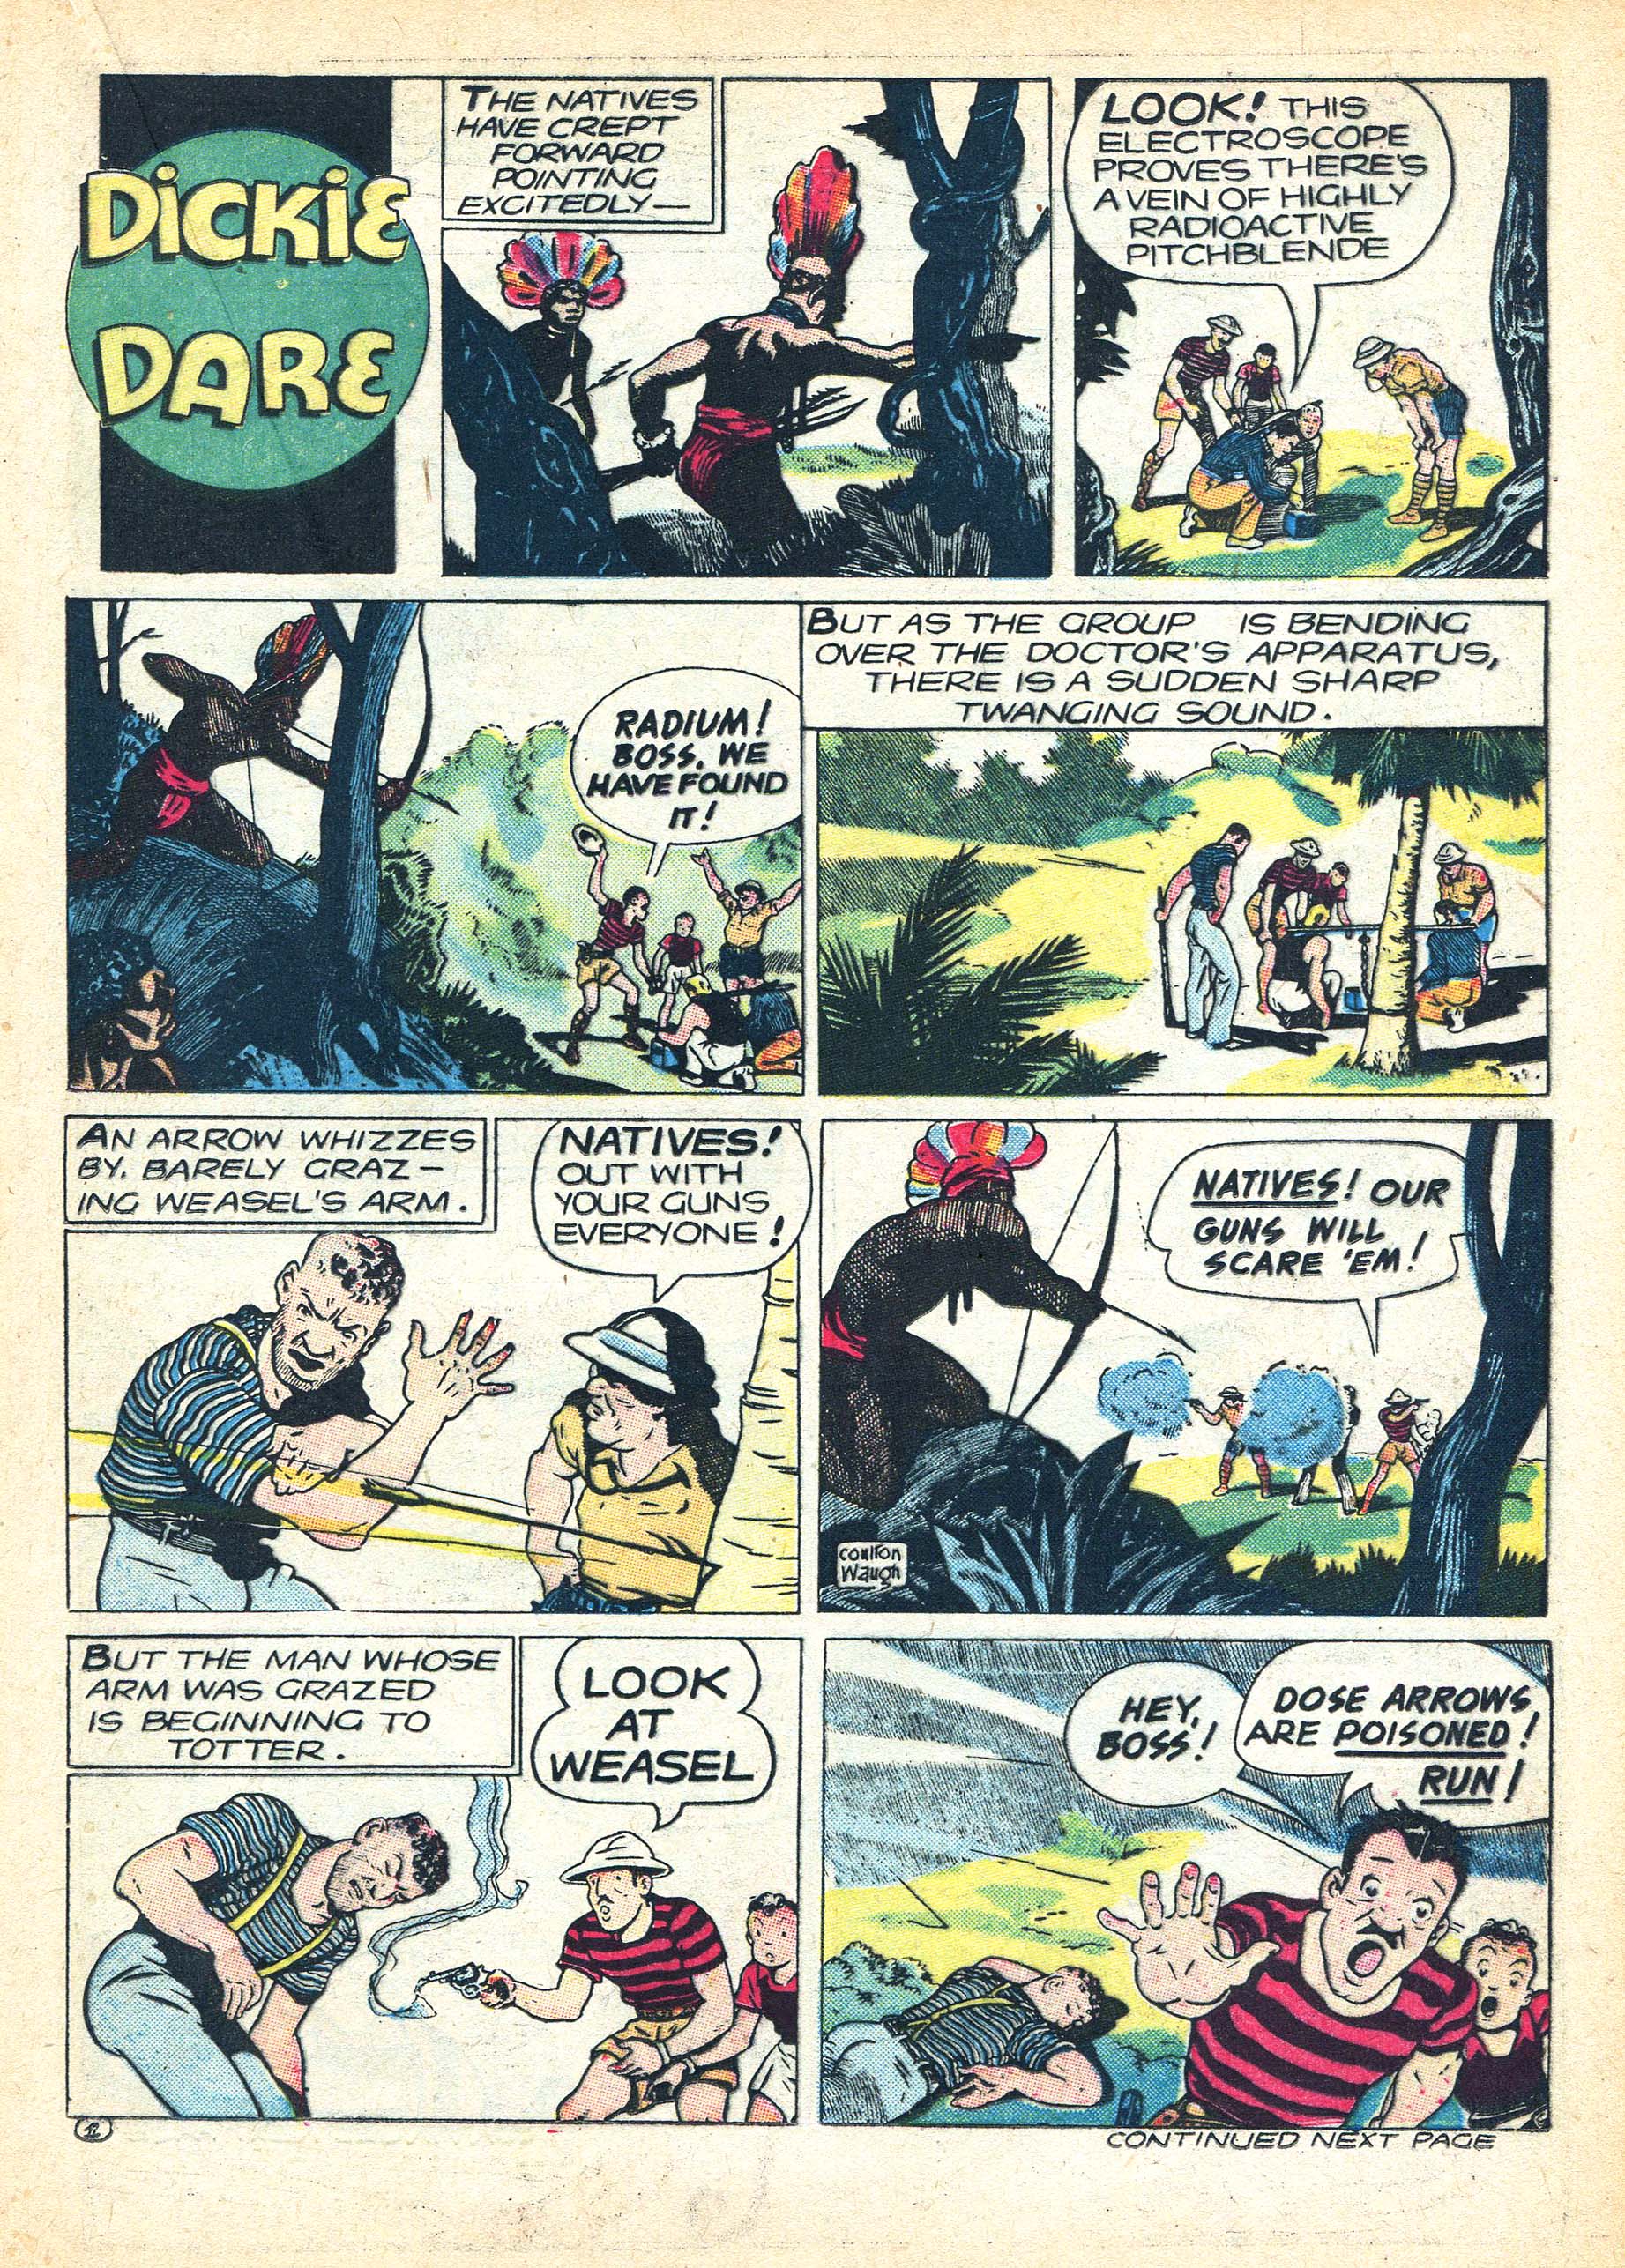 DICKIE
DARE
THE NATIVES
HAVE CREPT
FORWARD
POINTING
EXCITEDLY—
LOOK! THIS
ELECTROSCOPE
PROVES THERE'S
A VEIN OF HIGHLY
RADIOACTIVE
PITCHBLENDE
RADIUM!
BOSS, WE
HAVE FOUND
IT!
BUT AS THE GROUP IS BENDING
OVER THE DOCTOR'S APPARATUS,
THERE IS A SUDDEN SHARP
TWANGING SOUND.
AN ARROW WHIZZES
BY. BARELY GRAZ—
ING WEASEL'S ARM.
NATIVES!
OUT WITH
YOUR GUNS
EVERYONE!
NATIVES! OUR
GUNS WILL
SCARE 'EM!
COULTON
WAUGH
BUT THE MAN WHOSE
ARM WAS GRAZED
IS BEGINNING TO
TOTTER.
LOOK
AT
WEASEL
HEY,
BOSS!
DOSE ARROWS
ARE POISONED!
RUN!
1
CONTINUED NEXT PAGE